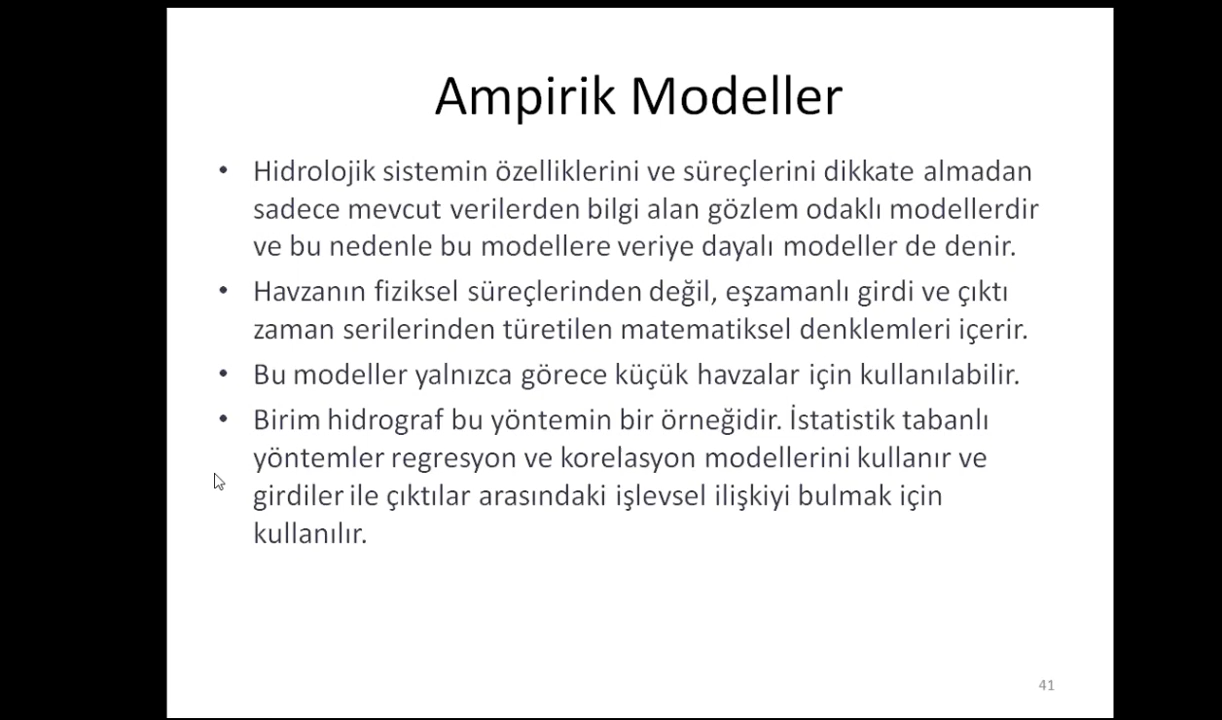 Ampirik Modeller
• Hidrolojik sistemin özelliklerini ve süreçlerini dikkate almadan
sadece mevcut verilerden bilgi alan gözlem odaklı modellerdir
ve bu nedenle bu modellere veriye dayalı modeller de denir.
• Havzanın fiziksel süreçlerinden değil, eşzamanlı girdi ve çıktı
zaman serilerinden türetilen matematiksel denklemleri içerir.
• Bu modeller yalnızca görece küçük havzalar için kullanılabilir.
• Birim hidrograf bu yöntemin bir örneğidir. İstatistik tabanlı
yöntemler regresyon ve korelasyon modellerini kullanır ve
girdiler ile çıktılar arasındaki işlevsel ilişkiyi bulmak için
kullanılır.
41